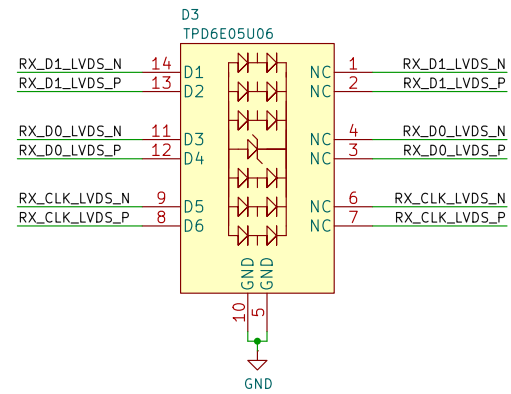 D3
TPD6E05U06
RX_D1_LVDS_N 14 D1 NC 1 RX_D1_LVDS_N
RX_D1_LVDS_P 13 D2 NC 2 RX_D1_LVDS_P
RX_D0_LVDS_N 11 D3 NC 4 RX_D0_LVDS_N
RX_D0_LVDS_P 12 D4 NC 3 RX_D0_LVDS_P
RX_CLK_LVDS_N 9 D5 NC 6 RX_CLK_LVDS_N
RX_CLK_LVDS_P 8 D6 NC 7 RX_CLK_LVDS_P
GND GND
10 5
GND